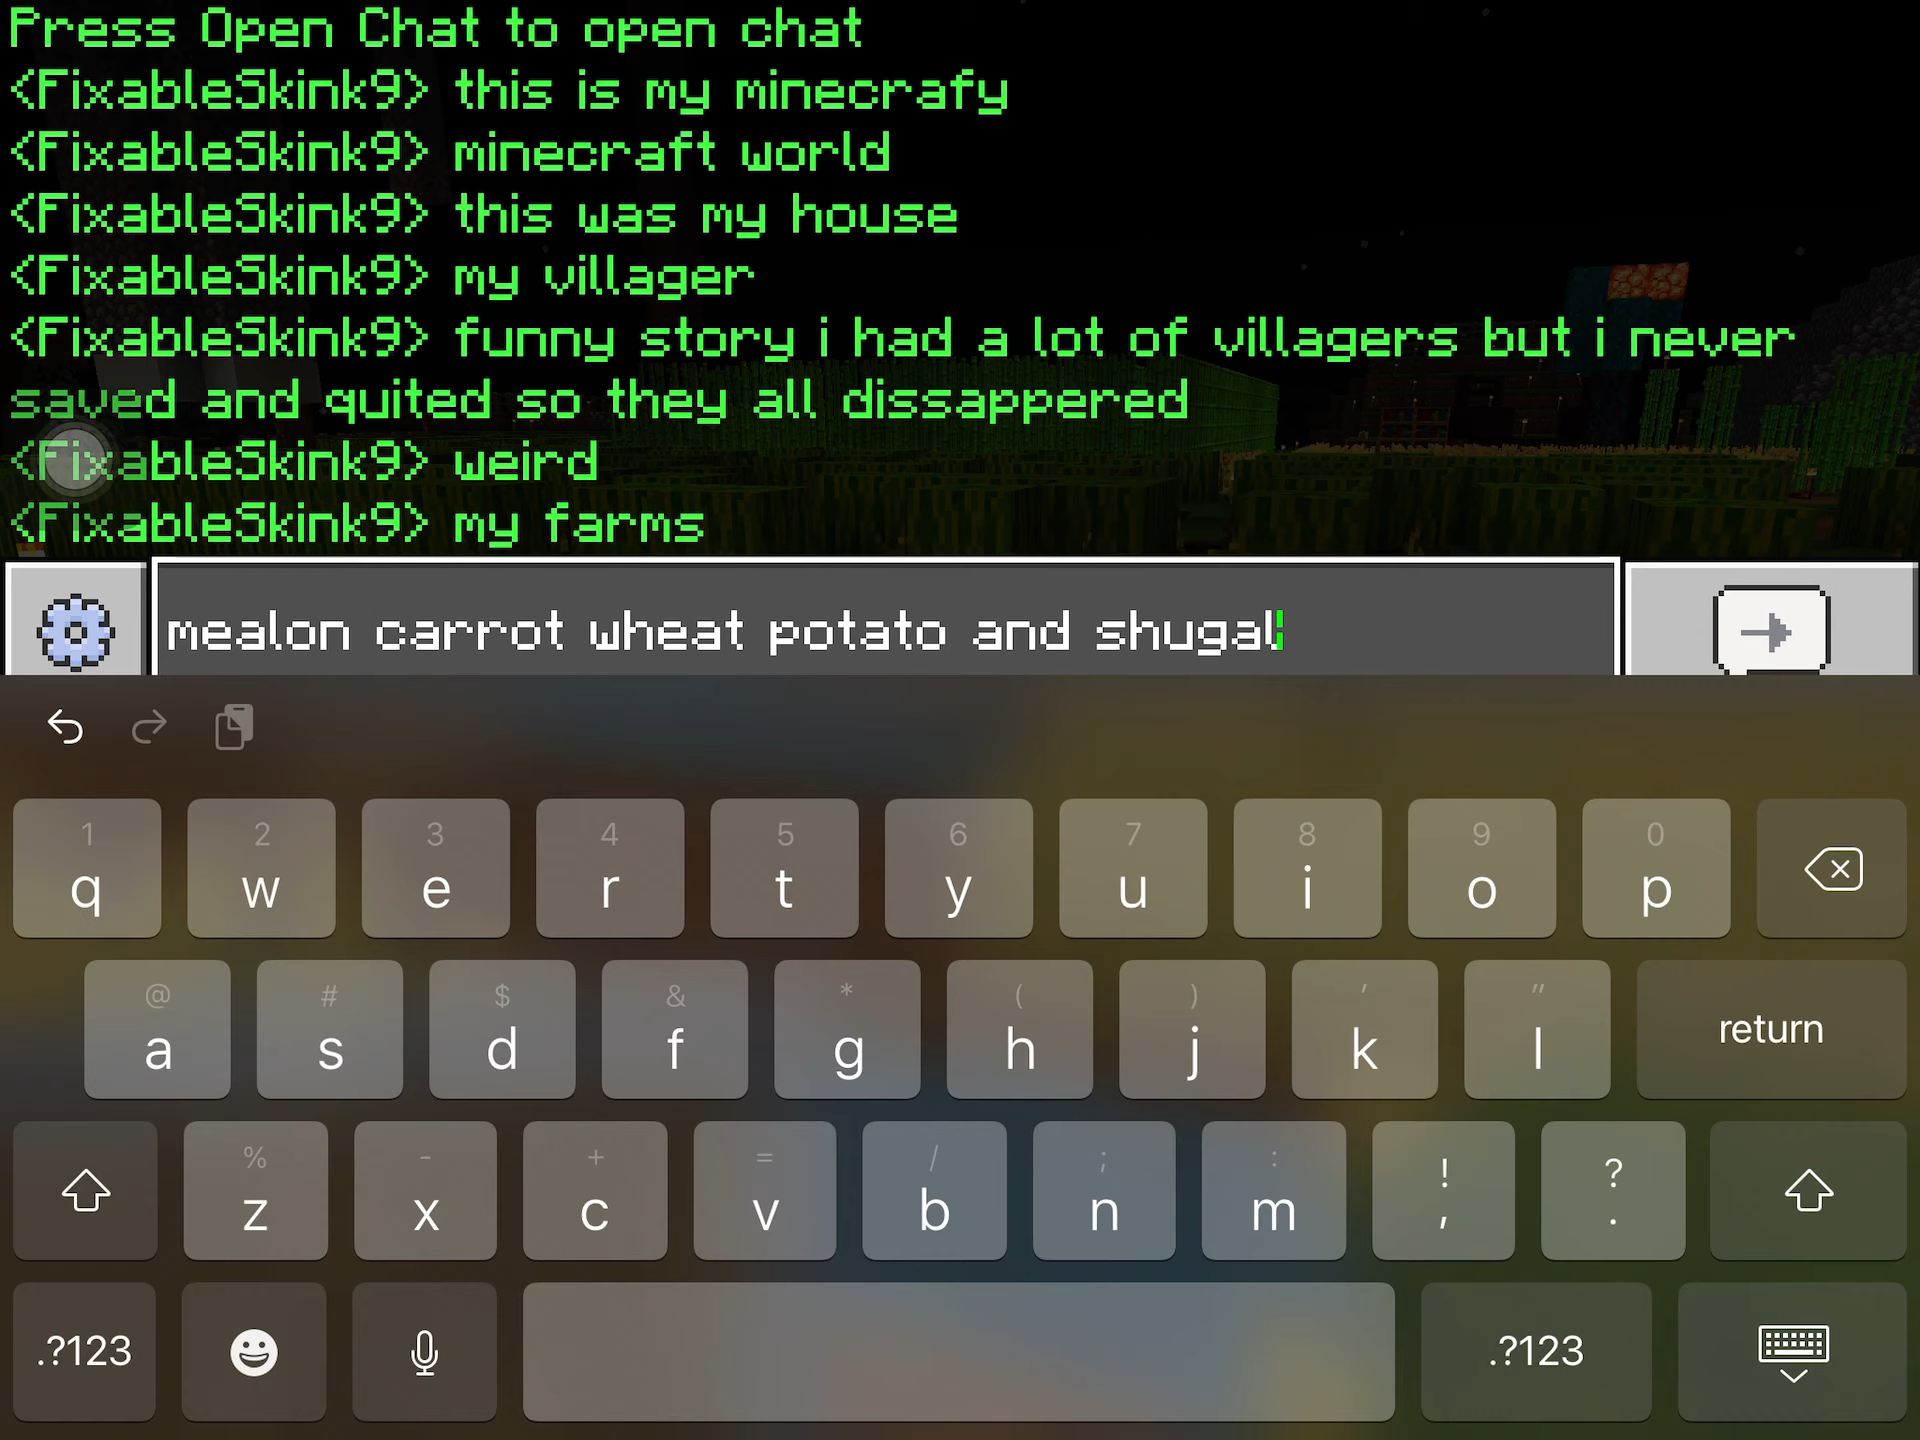 Press Open Chat to open chat
<FixableSkink9> this is my minecrafy
<FixableSkink9> minecraft world
<FixableSkink9> this was my house
<FixableSkink9> my villager
<FixableSkink9> funny story i had a lot of villagers but i never
saved and quited so they all dissappered
<FixableSkink9> weird
<FixableSkink9> my farms
mealon carrot wheat potato and shugal
1 2 3 4 5 6 7 8 9 0
q w e r t y u i o p
@ # $ & * ( ) ' "
a s d f g h j k l return
% - + = / ; : ! ?
z x c v b n m , .
.?123 .?123